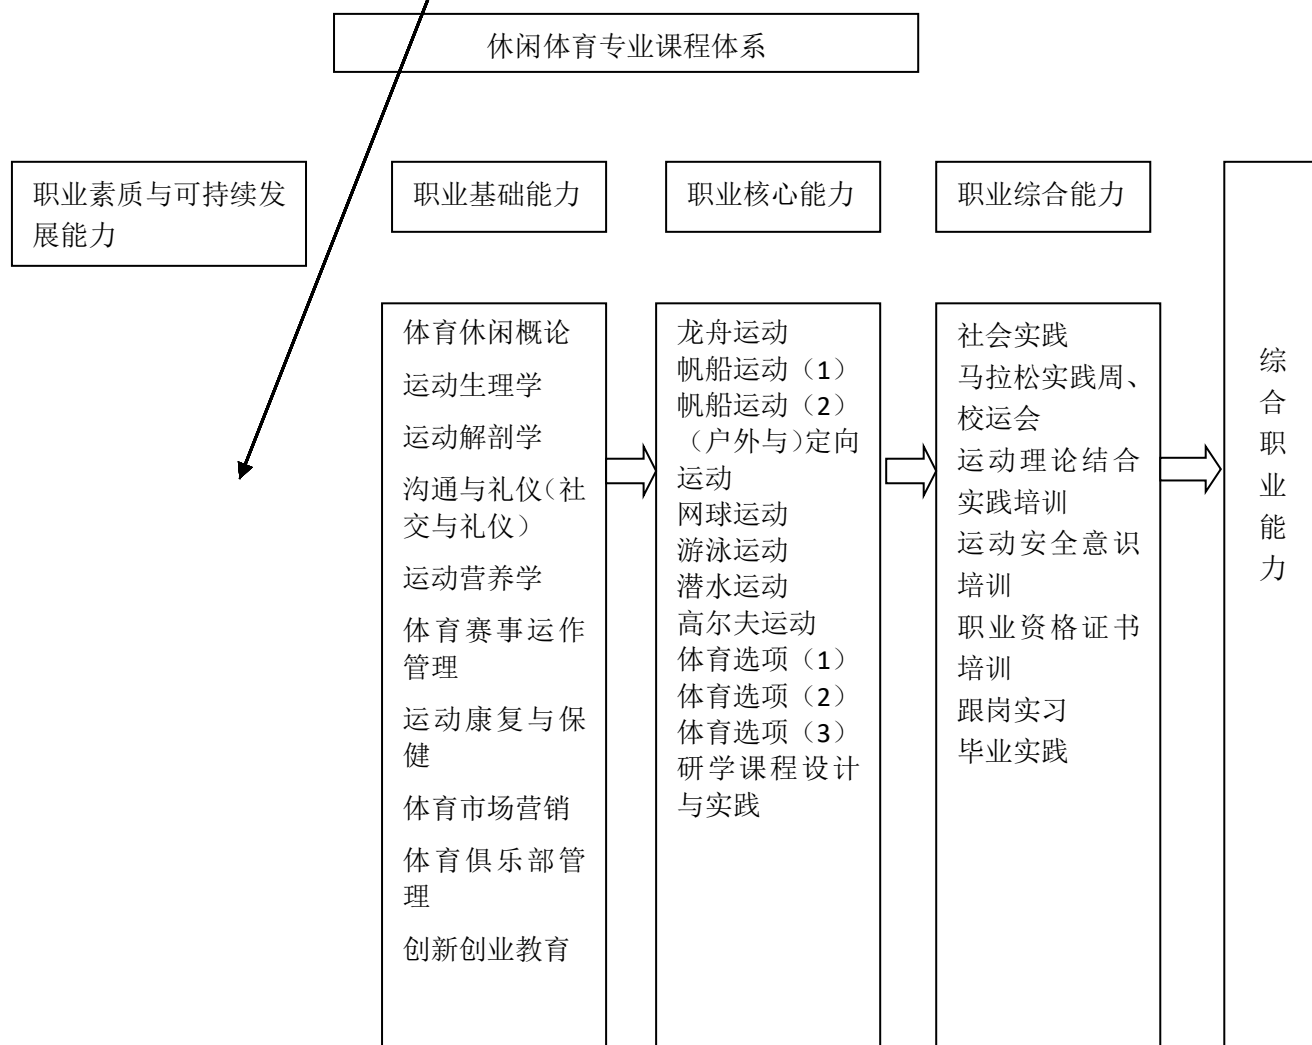 休闲体育专业课程体系
职业素质与可持续发
展能力
职业基础能力
职业核心能力
职业综合能力
体育休闲概论
运动生理学
运动解剖学
沟通与礼仪（社
交与礼仪）
运动营养学
体育赛事运作
管理
运动康复与保
健
体育市场营销
体育俱乐部管
理
创新创业教育
龙舟运动
帆船运动（1）
帆船运动（2）
（户外与）定向
运动
网球运动
游泳运动
潜水运动
高尔夫运动
体育选项（1）
体育选项（2）
体育选项（3）
研学课程设计
与实践
社会实践
马拉松实践周、
校运会
运动理论结合
实践培训
运动安全意识
培训
职业资格证书
培训
跟岗实习
毕业实践
综
合
职
业
能
力